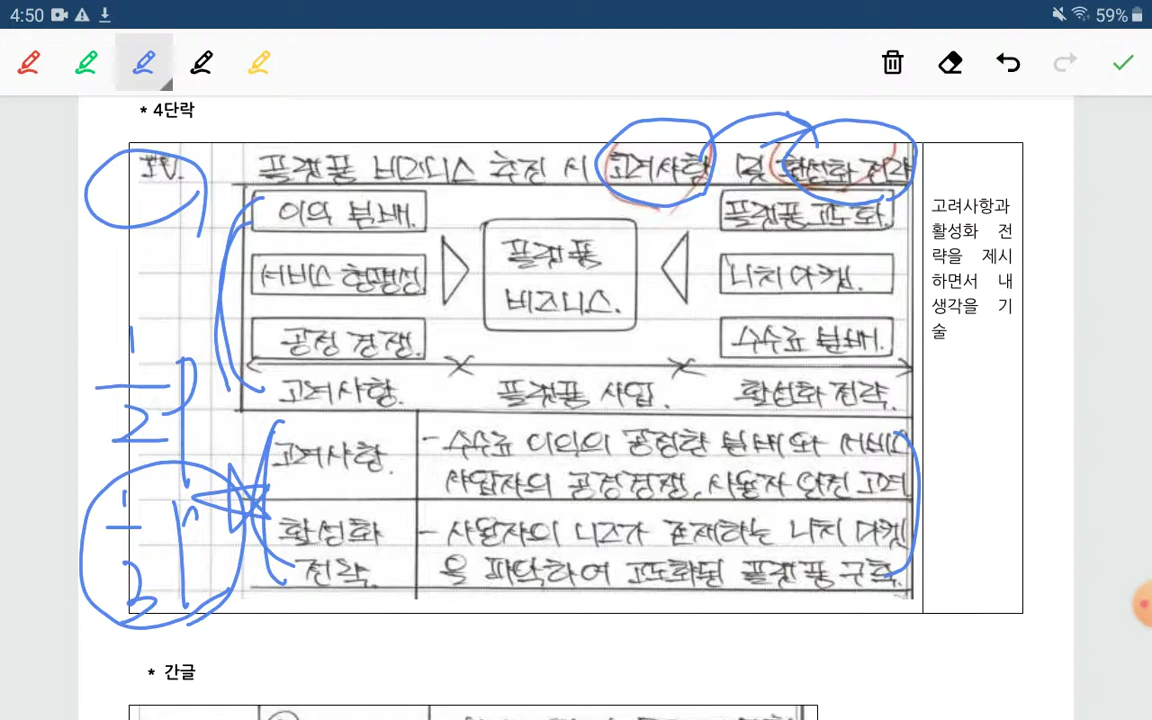 4:50
59%
* 4단락
IV. 플랫폼 비즈니스 추진 시 고려사항 및 활성화 전략
이익 분배.
플랫폼 고도화.
플랫폼
비즈니스.
서비스 형평성
니치마켓.
공정 경쟁.
수수료 분배.
고려사항. 플랫폼 사업. 활성화 전략.
고려사항.
- 수수료 이익의 공정한 분배와 서비스
사업자의 공정경쟁, 사용자 안전 고려
활성화
전략.
- 사용자의 니즈가 존재하는 니치마켓
을 파악하여 고도화된 플랫폼 구축.
고려사항과
활성화 전
략을 제시
하면서 내
생각을 기
술
1
2
P
1
3
P
* 간글